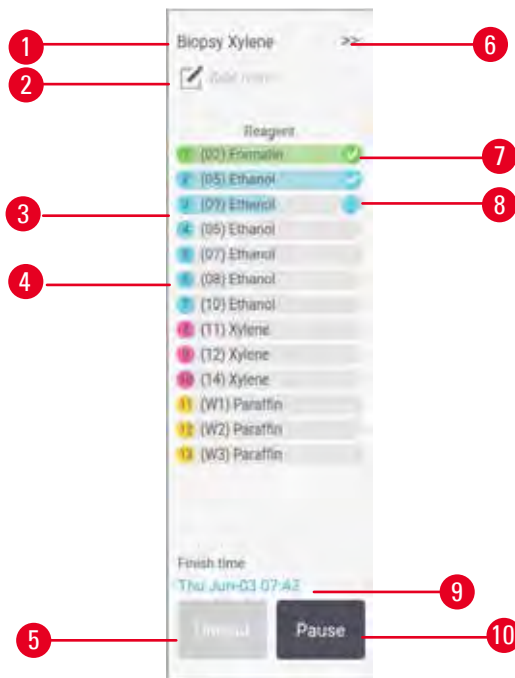 1
Biopsy Xylene >>
6
2
Reagent
1 (02) Formalin
7
2 (05) Ethanol
3
3 Ethanol
8
4 (05) Ethanol
5 (07) Ethanol
4
6 (08) Ethanol
7 (10) Ethanol
8 (11) Xylene
9 (12) Xylene
10 (14) Xylene
11 (W1) Paraffin
12 (W2) Paraffin
13 (W3) Paraffin
Finish time
Thu Jun-03 07:42
9
5
Unload
Pause
10